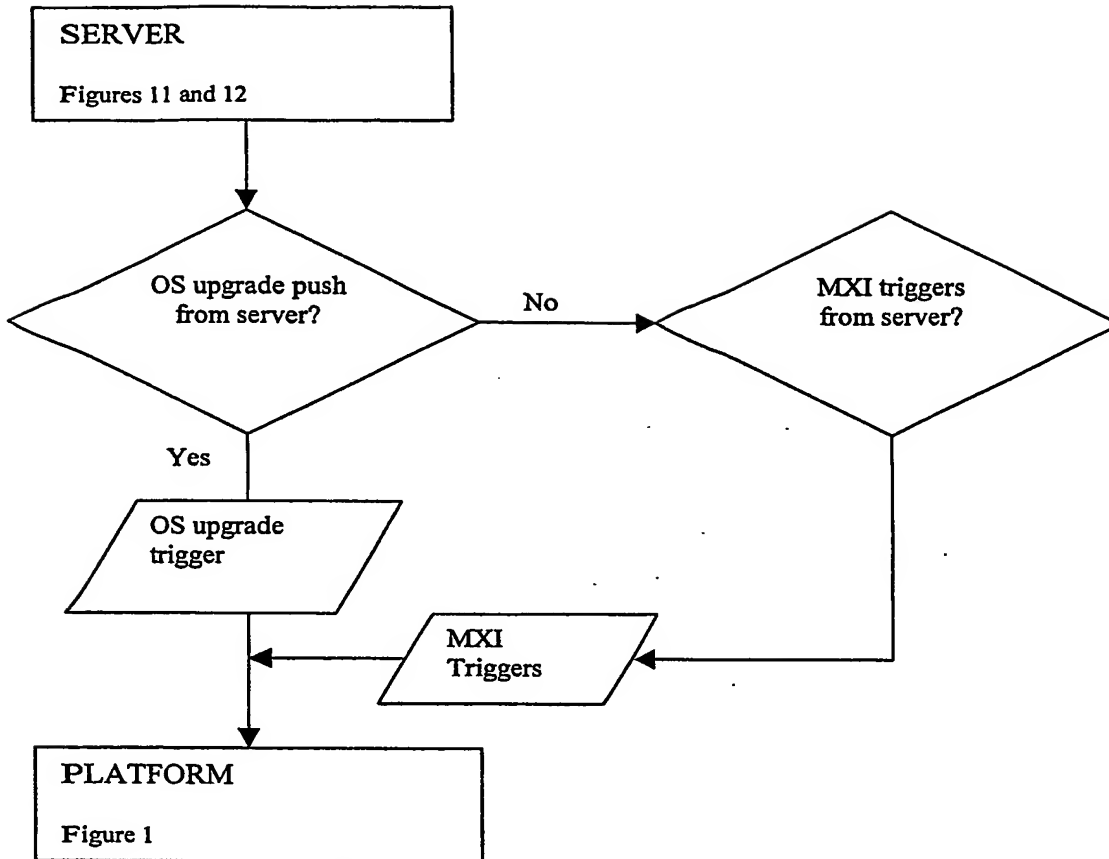 SERVER
Figures 11 and 12
OS upgrade push
from server?
No
MXI triggers
from server?
Yes
OS upgrade
trigger
MXI
Triggers
PLATFORM
Figure 1